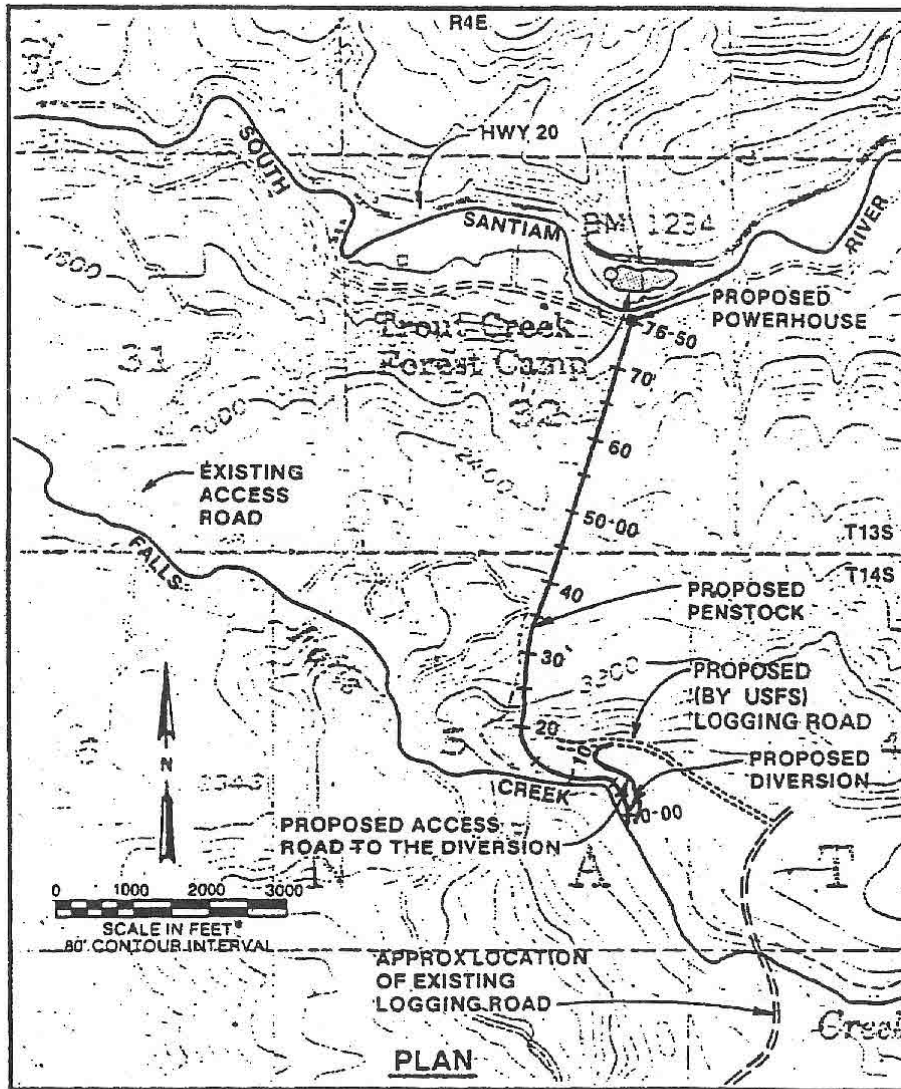 R4E
HWY 20
SOUTH
SANTIAM
RIVER
1234
PROPOSED
POWERHOUSE
76-50
Trout Creek
Forest Camp
70
31
32
60
EXISTING
ACCESS
ROAD
50+00
T13S
T14S
FALLS
40
PROPOSED
PENSTOCK
30
PROPOSED
(BY USFS)
LOGGING ROAD
20
5
6
N
10
PROPOSED
DIVERSION
CREEK
0-00
PROPOSED ACCESS
ROAD TO THE DIVERSION
A
T
0 1000 2000 3000
SCALE IN FEET
80' CONTOUR INTERVAL
APPROX LOCATION
OF EXISTING
LOGGING ROAD
Creek
PLAN